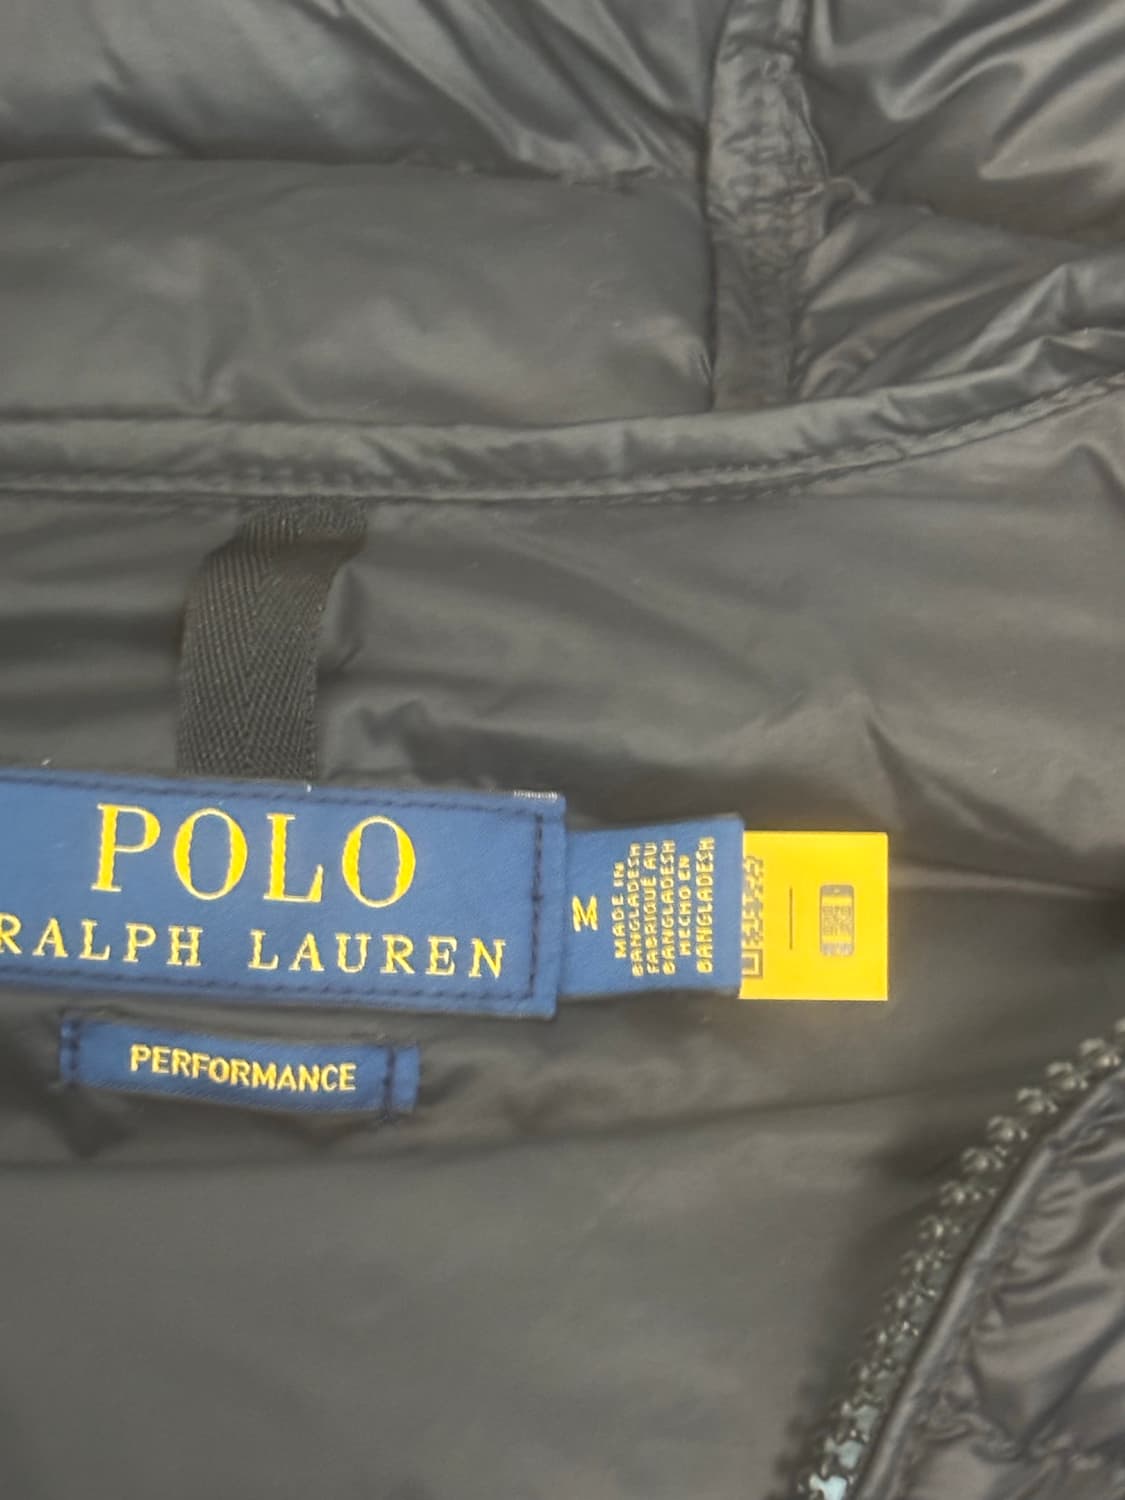 POLO
RALPH LAUREN
M
MADE IN
BANGLADESH
FABRIQUÉ AU
BANGLADESH
HECHO EN
BANGLADESH
PERFORMANCE